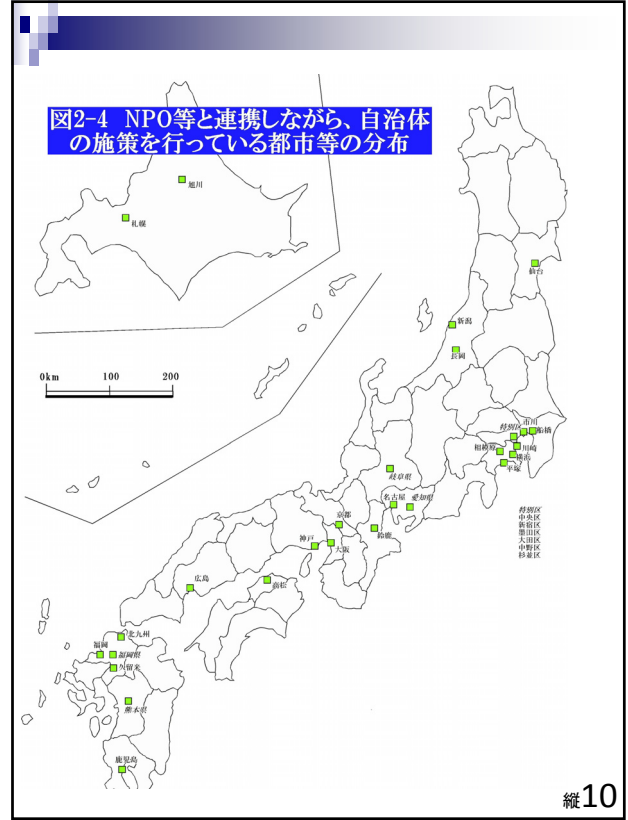 図2-4 NPO等と連携しながら、自治体
の施策を行っている都市等の分布
旭川
札幌
仙台
新潟
長岡
0km 100 200
市川
特別区
船橋
相模原
川崎
横浜
平塚
岐阜県
名古屋
愛知県
京都
鈴鹿
神戸
大阪
広島
高松
特別区
中央区
新宿区
墨田区
大田区
中野区
杉並区
北九州
福岡
福岡県
久留米
熊本県
鹿児島
縦10